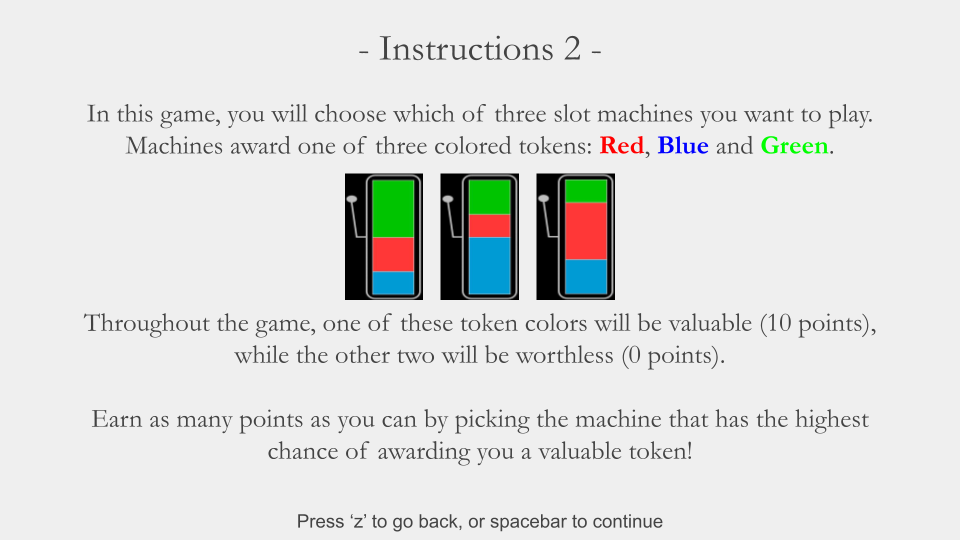 - Instructions 2 -
In this game, you will choose which of three slot machines you want to play.
Machines award one of three colored tokens: Red, Blue and Green.
Throughout the game, one of these token colors will be valuable (10 points),
while the other two will be worthless (0 points).
Earn as many points as you can by picking the machine that has the highest
chance of awarding you a valuable token!
Press ‘z’ to go back, or spacebar to continue